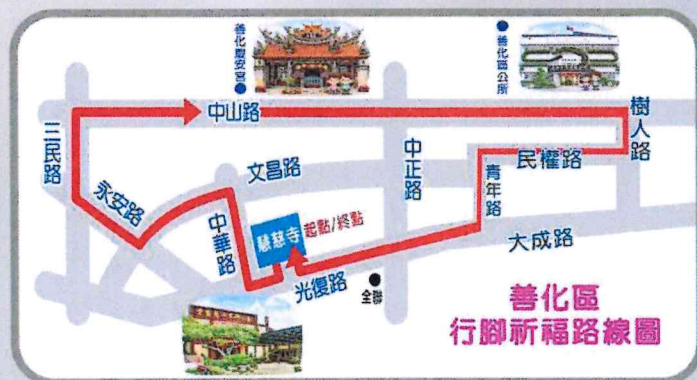 善化慶安宮
善化區公所
中山路
樹人路
三民路
文昌路
中正路
民權路
青年路
永安路
中華路
慧慈寺
起點/終點
大成路
光復路
全聯
善化區
行腳祈福路線圖